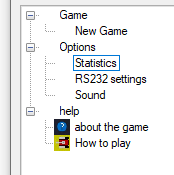 Game
New Game
Options
Statistics
RS232 settings
Sound
help
about the game
How to play